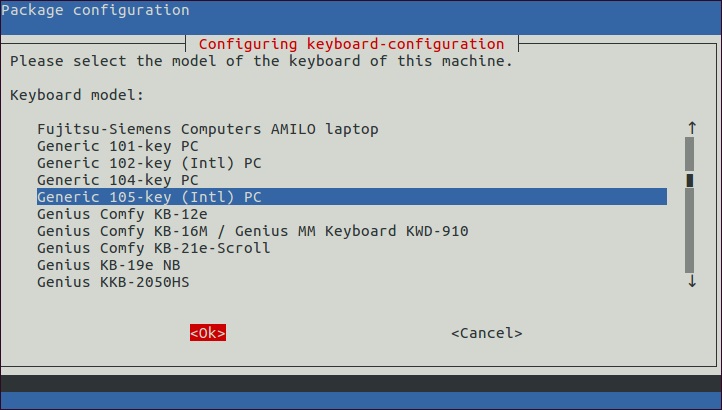 Package configuration
Configuring keyboard-configuration
Please select the model of the keyboard of this machine.
Keyboard model:
Fujitsu-Siemens Computers AMILO laptop
Generic 101-key PC
Generic 102-key (Intl) PC
Generic 104-key PC
Generic 105-key (Intl) PC
Genius Comfy KB-12e
Genius Comfy KB-16M / Genius MM Keyboard KWD-910
Genius Comfy KB-21e-Scroll
Genius KB-19e NB
Genius KKB-2050HS
<Ok> <Cancel>